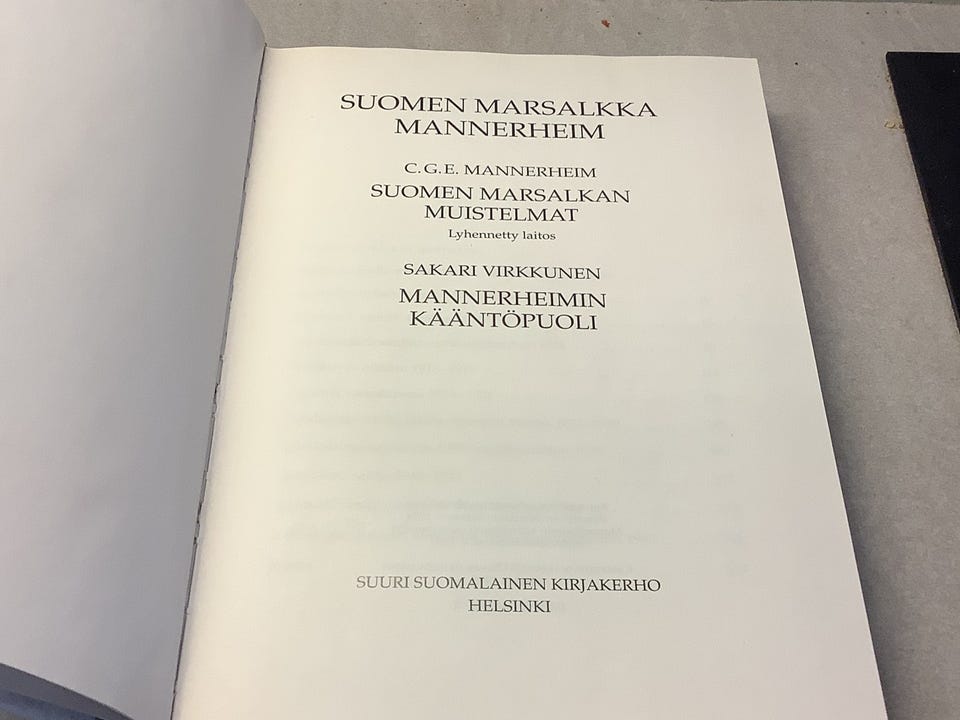 SUOMEN MARSALKKA
MANNERHEIM
C.G.E. MANNERHEIM
SUOMEN MARSALKAN
MUISTELMAT
Lyhennetty laitos
SAKARI VIRKKUNEN
MANNERHEIMIN
KÄÄNTÖPUOLI
SUURI SUOMALAINEN KIRJAKERHO
HELSINKI